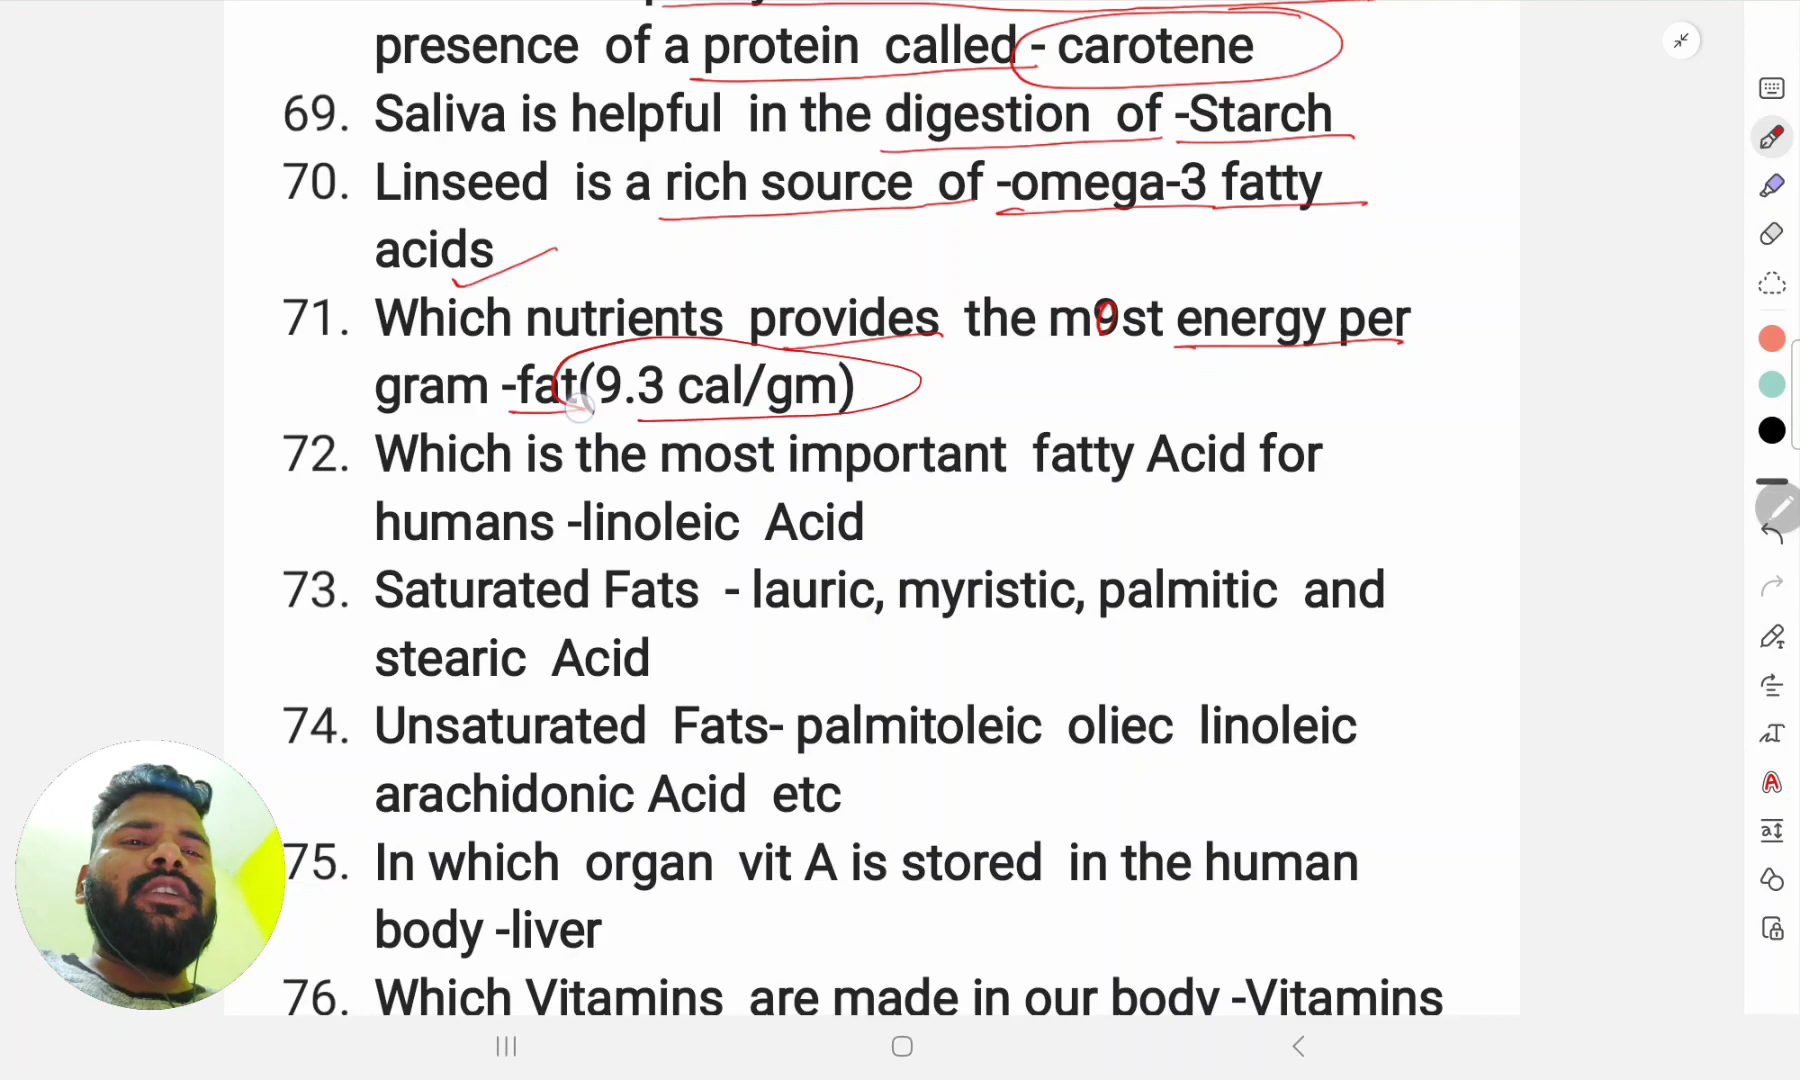 presence of a protein called - carotene
69. Saliva is helpful in the digestion of -Starch
70. Linseed is a rich source of -omega-3 fatty
acids
71. Which nutrients provides the m9st energy per
gram -fat(9.3 cal/gm)
72. Which is the most important fatty Acid for
humans -linoleic Acid
73. Saturated Fats - lauric, myristic, palmitic and
stearic Acid
74. Unsaturated Fats- palmitoleic oliec linoleic
arachidonic Acid etc
75. In which organ vit A is stored in the human
body -liver
76. Which Vitamins are made in our body -Vitamins